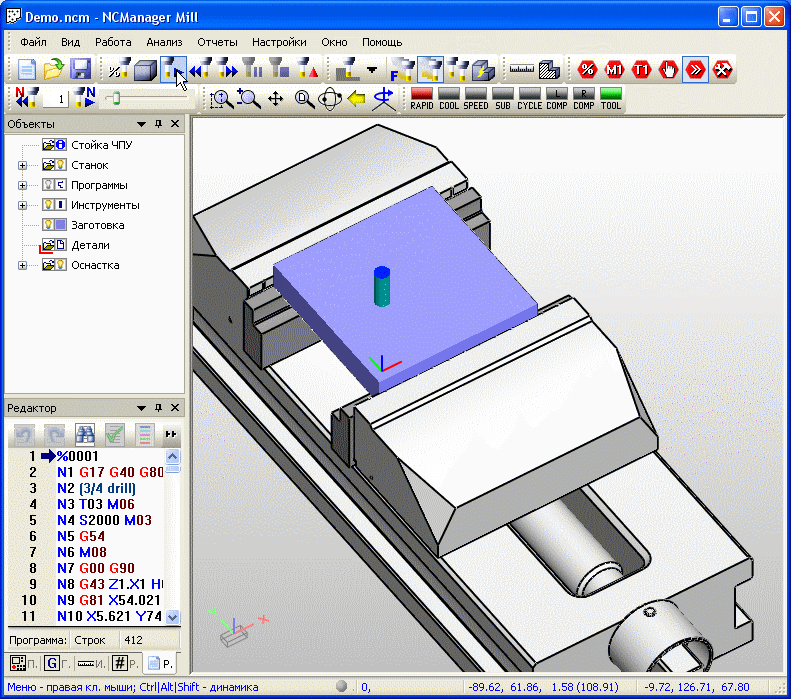 Demo.ncm - NCManager Mill
Файл Вид Работа Анализ Отчеты Настройки Окно Помощь
% M1 T1
N 1 N
RAPID COOL SPEED SUB CYCLE L COMP R COMP TOOL
Объекты
Стойка ЧПУ
Станок
Программы
Инструменты
Заготовка
Детали
Оснастка
Редактор
1 %0001
2 N1 G17 G40 G80
3 N2 (3/4 drill)
4 N3 T03 M06
5 N4 S2000 M03
6 N5 G54
7 N6 M08
8 N7 G00 G90
9 N8 G43 Z1.X1 H
10 N9 G81 X54.021
11 N10 X5.621 Y74
Программа: Строк 412
П. G Г. И. # Р. Р.
Меню - правая кл. мыши; Ctrl|Alt|Shift - динамика 0, -89.62, 61.86, 1.58 (108.91) -9.72, 126.71, 67.80